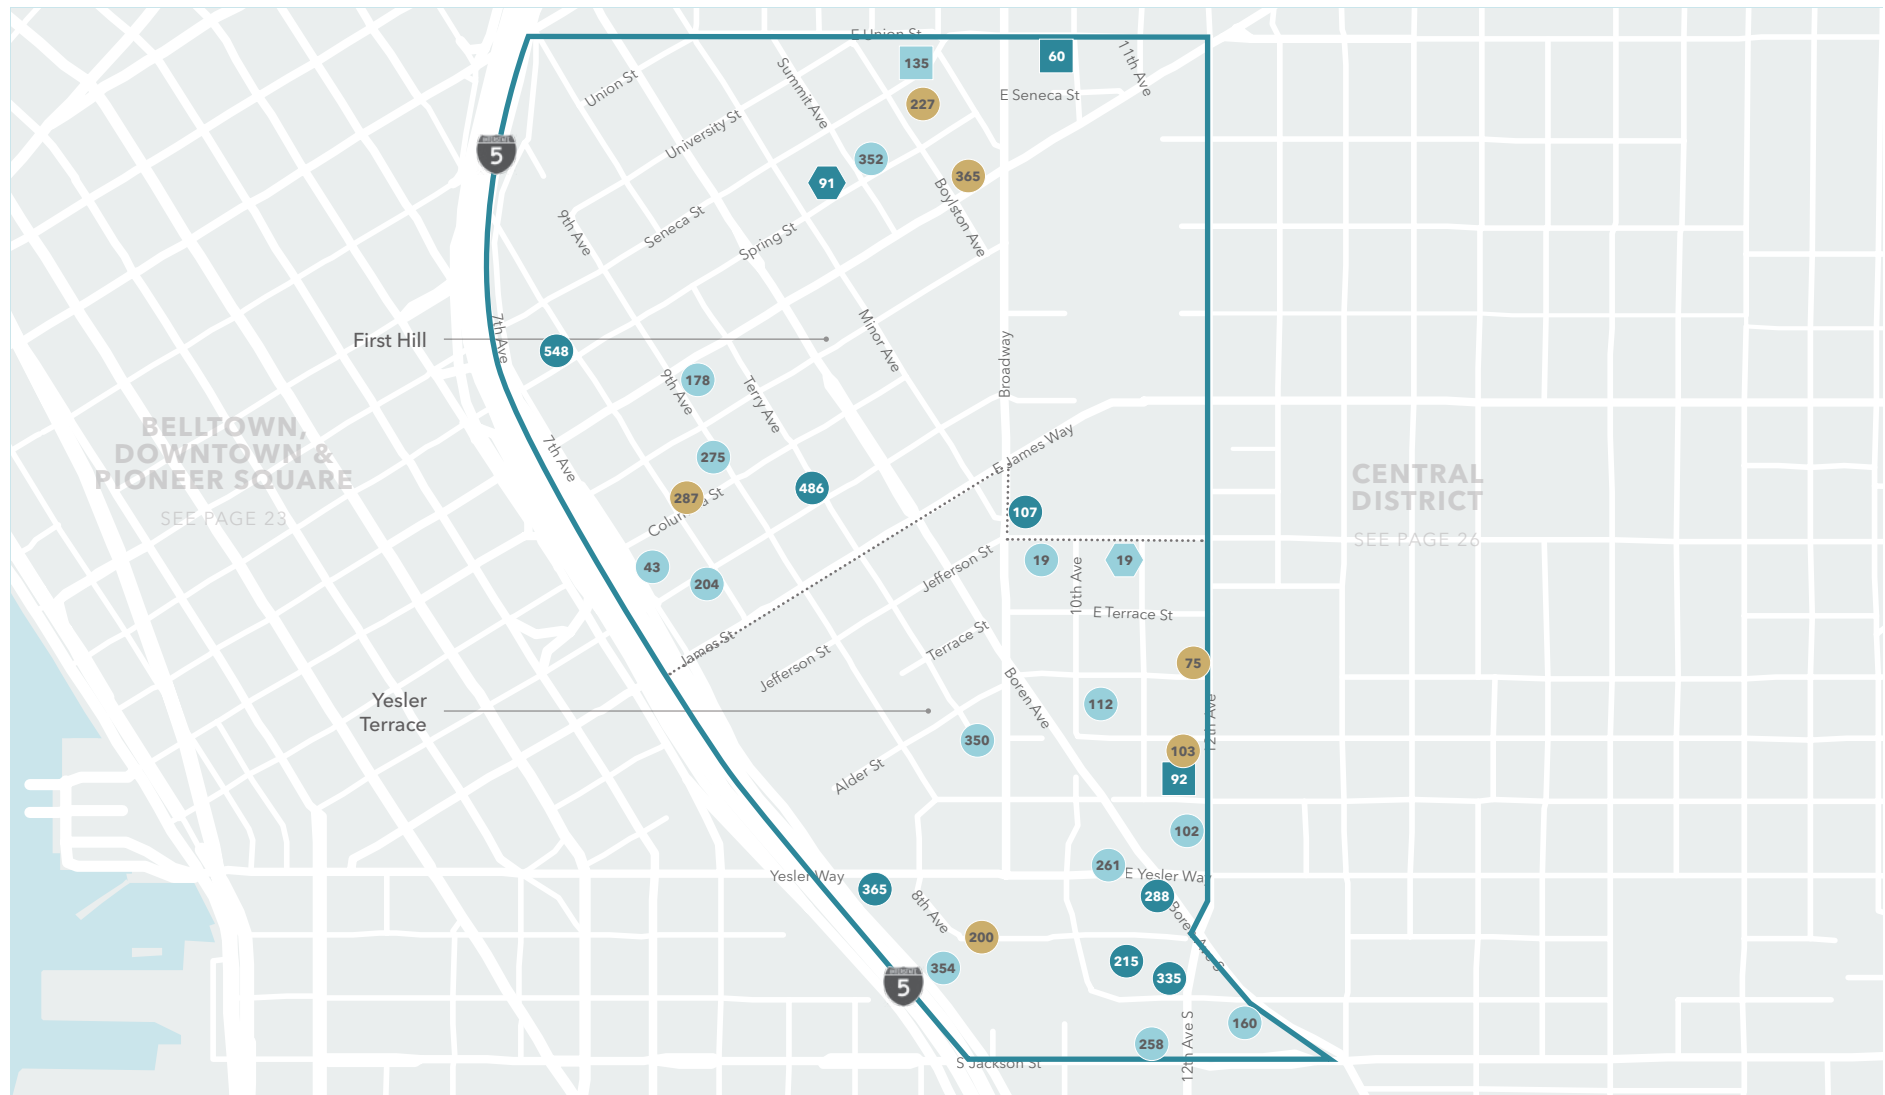 E Union St
135
60
11th Ave
Summit Ave
Union St
E Seneca St
227
University St
5
352
365
91
Boylston Ave
9th Ave
Seneca St
Spring St
7th Ave
First Hill
548
Minor Ave
Broadway
178
9th Ave
Terry Ave
BELLTOWN,
DOWNTOWN &
PIONEER SQUARE
SEE PAGE 23
7th Ave
E James Way
275
CENTRAL
DISTRICT
SEE PAGE 26
287
486
107
43
204
Jefferson St
19
19
10th Ave
E Terrace St
James St
Jefferson St
Terrace St
75
Yesler
Terrace
Boren Ave
112
12th Ave
350
103
Alder St
92
102
261
Yesler Way
365
E Yesler Way
288
8th Ave
Boren Ave S
200
354
215
335
5
160
258
12th Ave S
S Jackson St